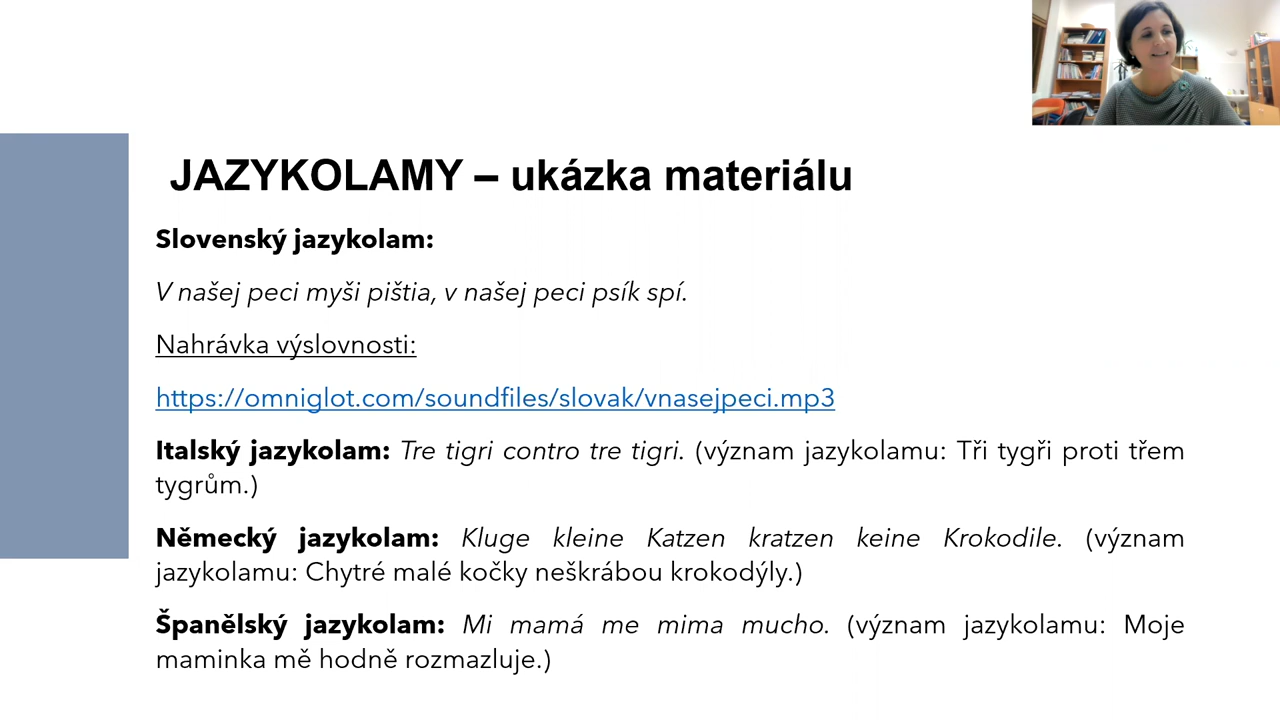 JAZYKOLAMY – ukázka materiálu
Slovenský jazykolam:
V našej peci myši pištia, v našej peci psík spí.
Nahrávka výslovnosti:
https://omniglot.com/soundfiles/slovak/vnasejpeci.mp3
Italský jazykolam: Tre tigri contro tre tigri. (význam jazykolamu: Tři tygři proti třem
tygrům.)
Německý jazykolam: Kluge kleine Katzen kratzen keine Krokodile. (význam
jazykolamu: Chytré malé kočky neškrábou krokodýly.)
Španělský jazykolam: Mi mamá me mima mucho. (význam jazykolamu: Moje
maminka mě hodně rozmazluje.)